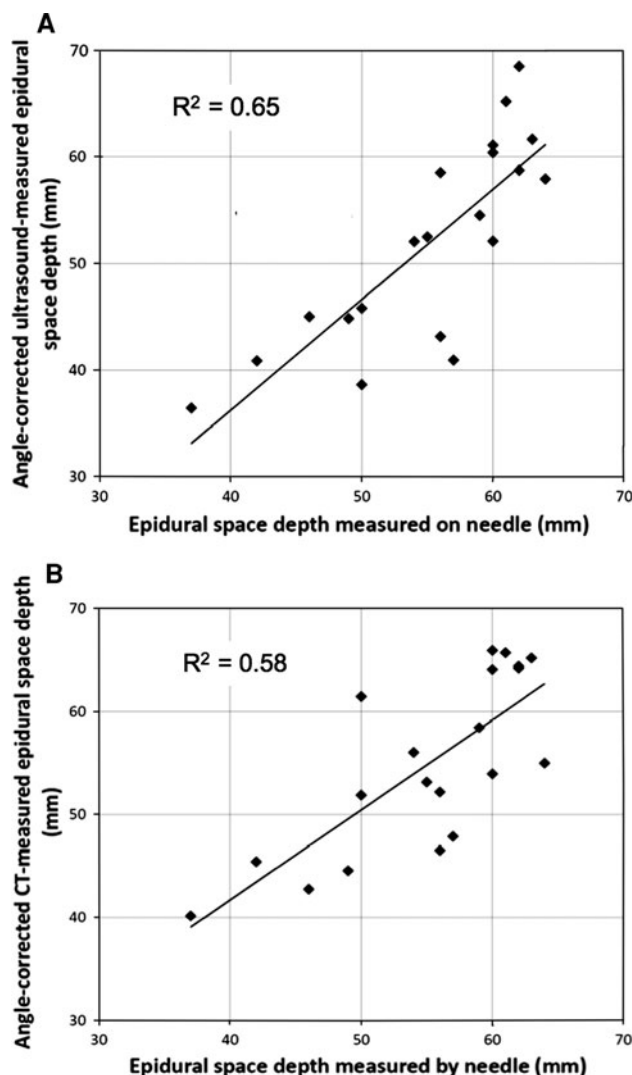 A
Angle-corrected ultrasound-measured epidural
space depth (mm)
70
60
50
40
30
R² = 0.65
30 40 50 60 70
Epidural space depth measured on needle (mm)
B
Angle-corrected CT-measured epidural space depth
(mm)
70
60
50
40
30
R² = 0.58
30 40 50 60 70
Epidural space depth measured by needle (mm)